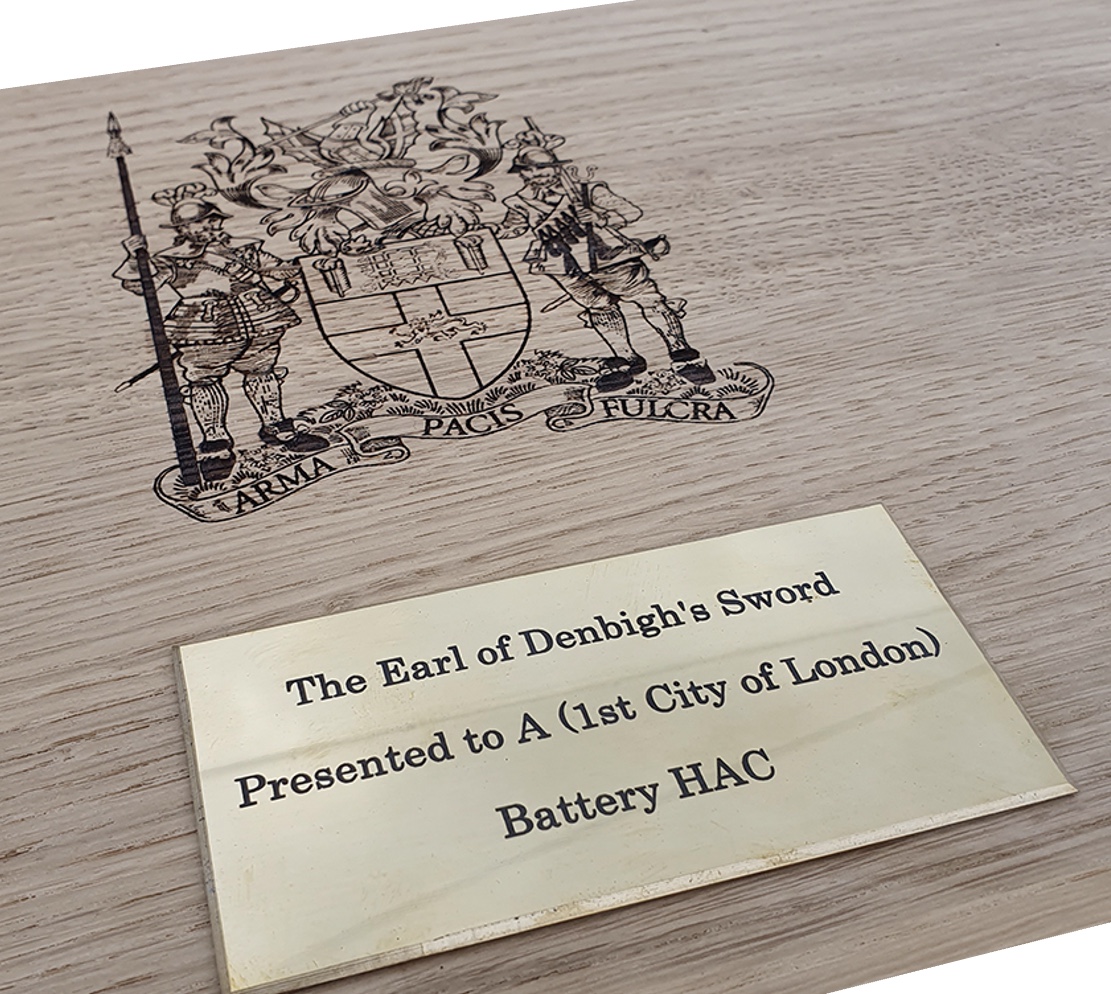 ARMA PACIS FULCRA
The Earl of Denbigh's Sword
Presented to A (1st City of London)
Battery HAC